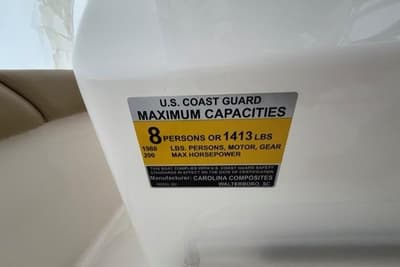 U.S. COAST GUARD
MAXIMUM CAPACITIES
8 PERSONS OR 1413 LBS
1988 LBS. PERSONS, MOTOR, GEAR
200 MAX HORSEPOWER
THIS BOAT COMPLIES WITH U.S. COAST GUARD SAFETY
STANDARDS IN EFFECT ON THE DATE OF CERTIFICATION
Manufacturer: CAROLINA COMPOSITES
WALTERBORO, SC